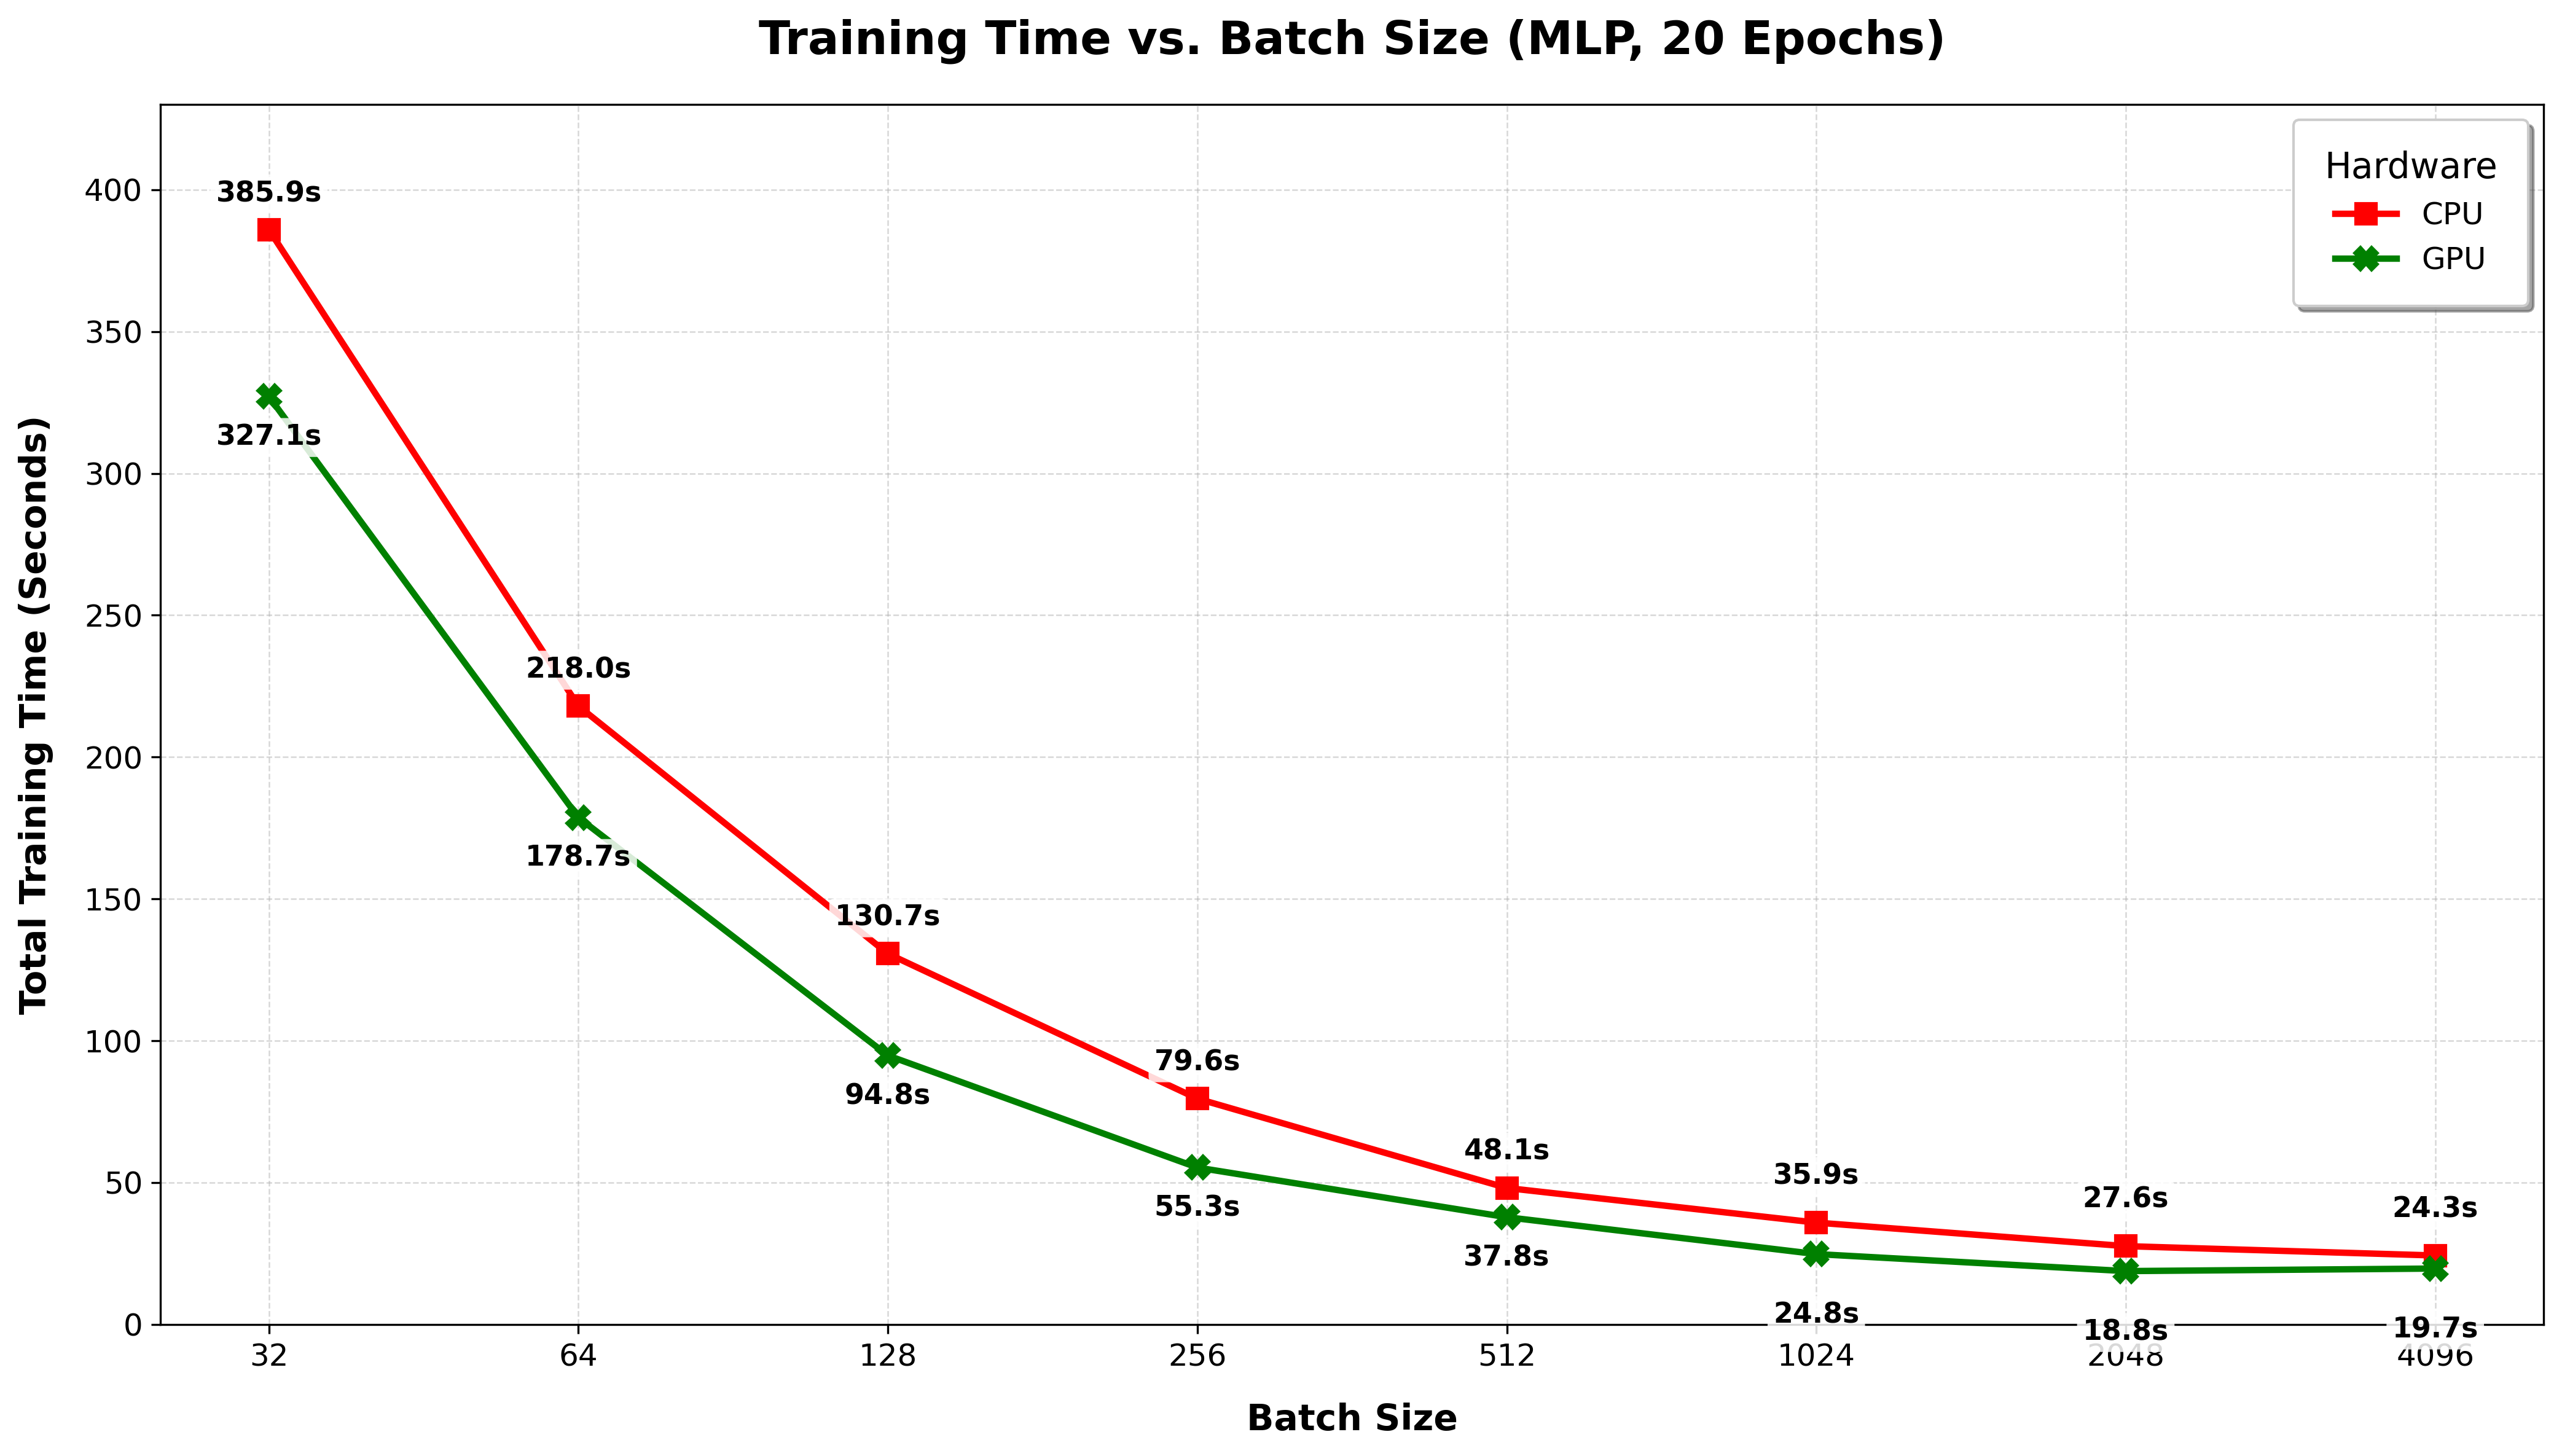 Training Time vs. Batch Size (MLP, 20 Epochs)
Hardware
CPU
GPU
Total Training Time (Seconds)
400
350
300
250
200
150
100
50
0
385.9s
327.1s
218.0s
178.7s
130.7s
94.8s
79.6s
55.3s
48.1s
37.8s
35.9s
24.8s
27.6s
18.8s
24.3s
19.7s
32 64 128 256 512 1024 2048 4096
Batch Size